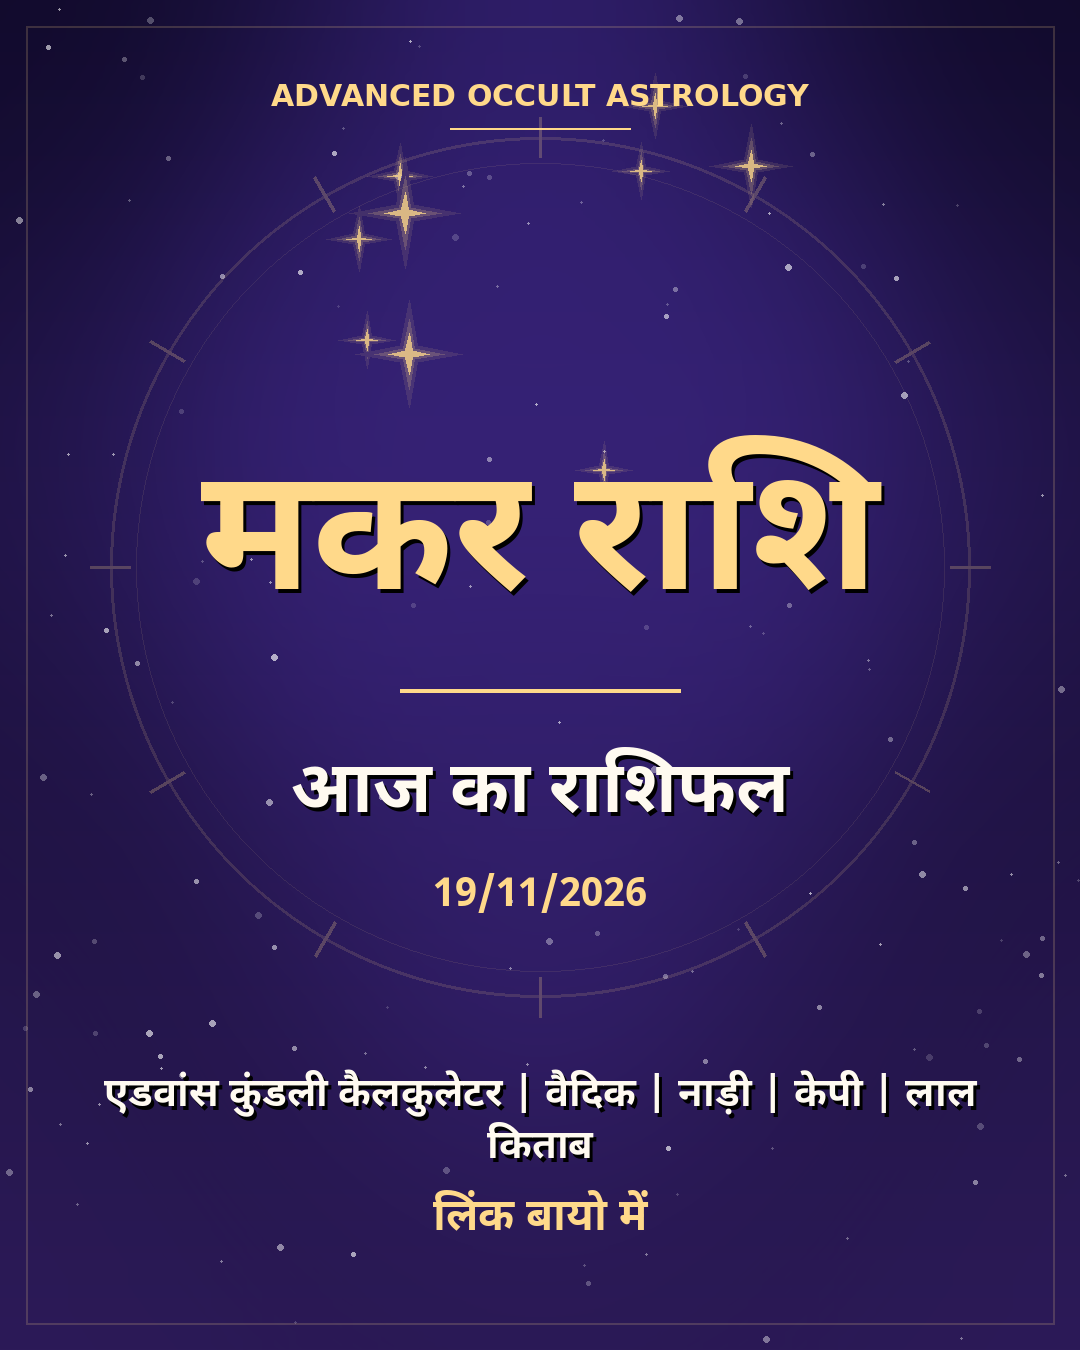 ADVANCED OCCULT ASTROLOGY
मकर राशि
आज का राशिफल
19/11/2026
एडवांस कुंडली कैलकुलेटर | वैदिक | नाड़ी | केपी | लाल
किताब
लिंक बायो में